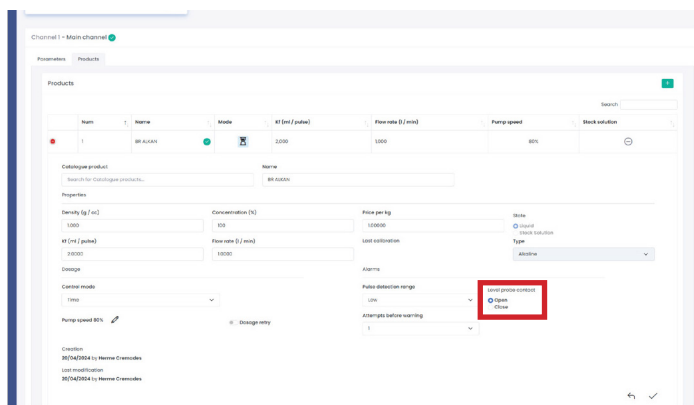 Channel 1 - Main channel
Parameters Products
Products
+
Search
Num Name Mode Kf (ml / pulse) Flow rate (l / min) Pump speed Stock solution
1 BR ALKAN 2,000 1,000 80%
Catalogue product Name
Search for Catalogue products... BR ALKAN
Properties
Density (g / cc) Concentration (%) Price per kg State
1.000 100 1.00000 Liquid
Stock Solution
Kf (ml / pulse) Flow rate (l / min) Last calibration Type
2.0000 1.0000 Alcaline
Dosage Alarms
Control mode Pulse detection range Level probe contact
Time Low Open
Close
Pump speed 80% Dosage retry Attempts before warning
1
Creation
30/04/2024 by Herme Cremades
Last modification
30/04/2024 by Herme Cremades